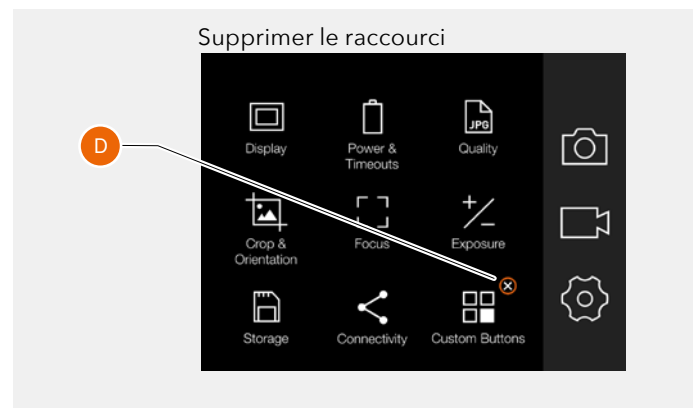 Supprimer le raccourci
D
Display
Power &
Timeouts
JPG
Quality
Crop &
Orientation
Focus
Exposure
Storage
Connectivity
Custom Buttons